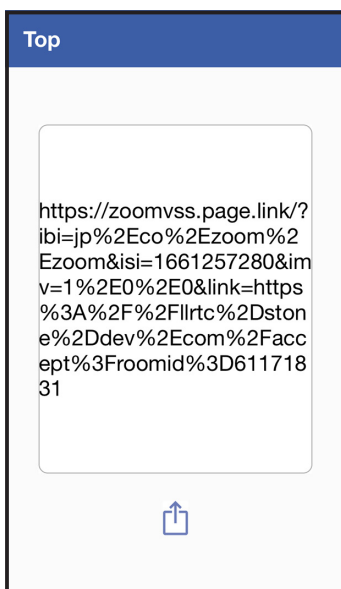 Top
https://zoomvss.page.link/?
ibi=jp%2Eco%2Ezoom%2
Ezoom&isi=1661257280&im
v=1%2E0%2E0&link=https
%3A%2F%2Fllrtc%2Dston
e%2Ddev%2Ecom%2Facc
ept%3Froomid%3D611718
31